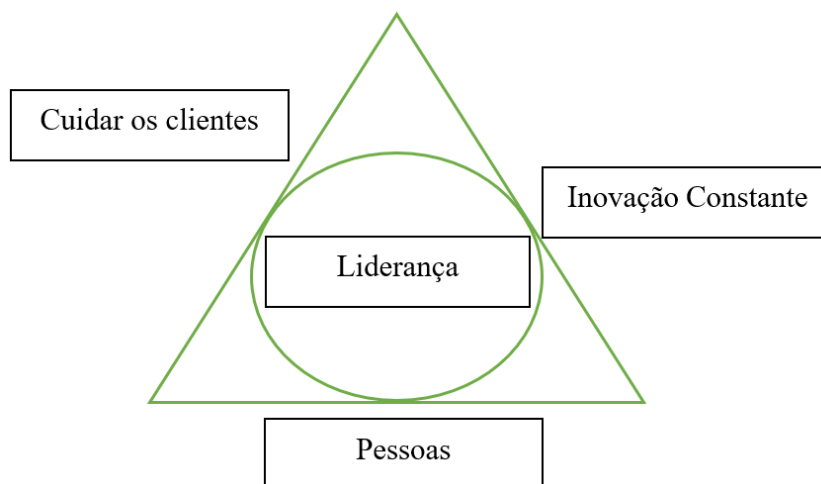 Cuidar os clientes
Inovação Constante
Liderança
Pessoas